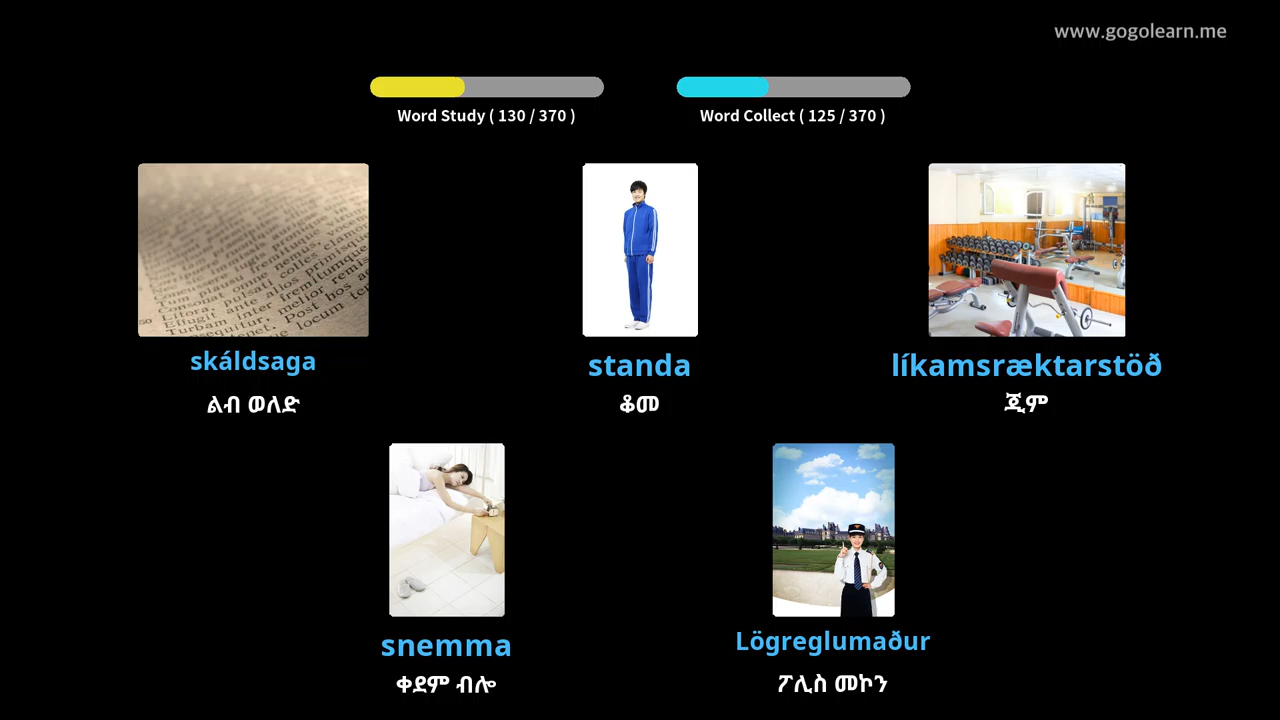 www.gogolearn.me
Word Study ( 130 / 370 )
Word Collect ( 125 / 370 )
skáldsaga
ልብ ወለድ
standa
ቆመ
líkamsræktarstöð
ጂም
snemma
ቀደም ብሎ
Lögreglumaður
ፖሊስ መኮን